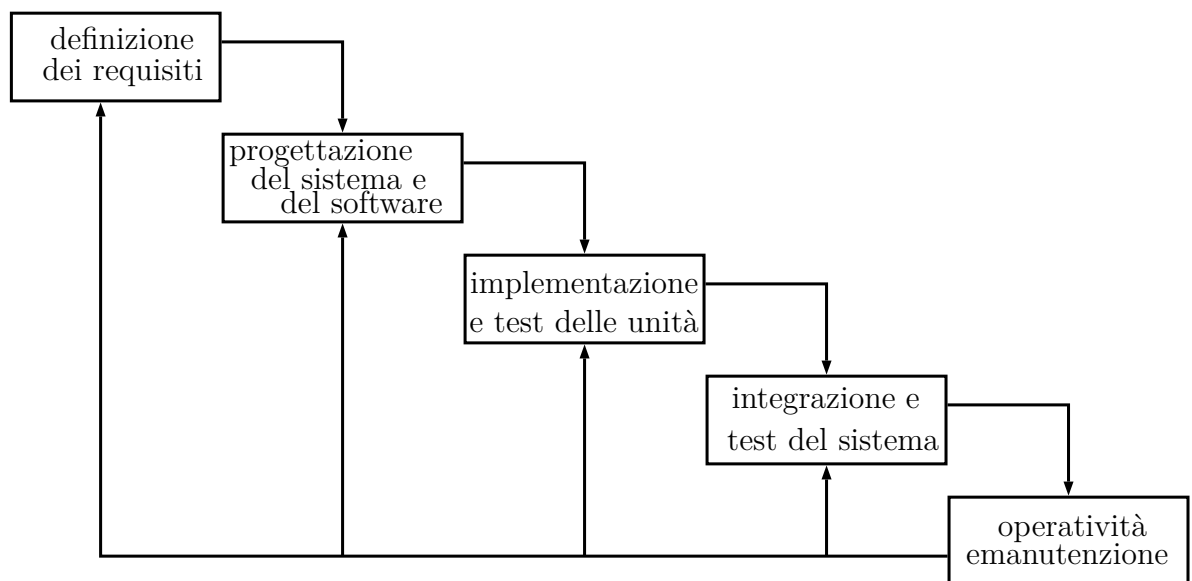 definizione
dei requisiti
progettazione
del sistema e
del software
implementazione
e test delle unità
integrazione e
test del sistema
operatività
emanutenzione